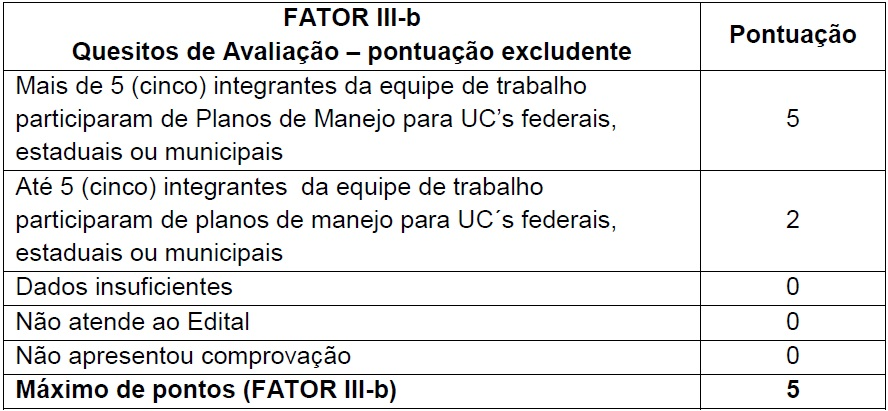 FATOR III-b
Quesitos de Avaliação – pontuação excludente
Pontuação
Mais de 5 (cinco) integrantes da equipe de trabalho
participaram de Planos de Manejo para UC’s federais,
estaduais ou municipais
5
Até 5 (cinco) integrantes  da equipe de trabalho
participaram de planos de manejo para UC´s federais,
estaduais ou municipais
2
Dados insuficientes
0
Não atende ao Edital
0
Não apresentou comprovação
0
Máximo de pontos (FATOR III-b)
5